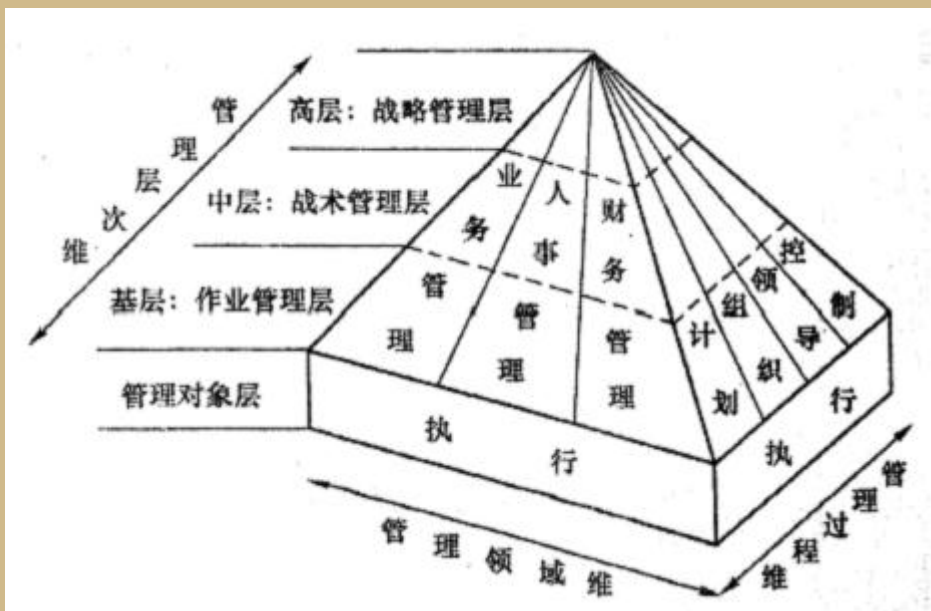 管理层次维
高层：战略管理层
中层：战术管理层
基层：作业管理层
管理对象层
业务管理
人事管理
财务管理
计划
组织
领导
控制
执行
执行
管理领域维
管理过程维